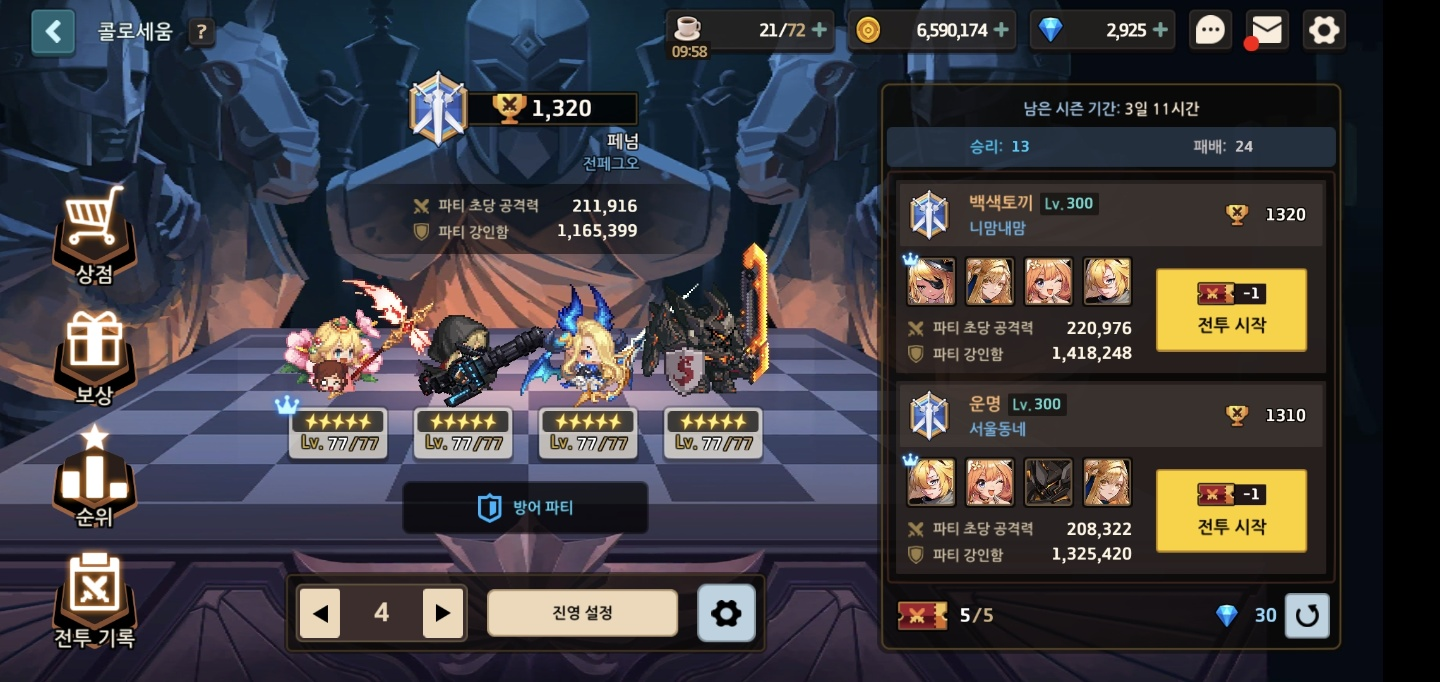 콜로세움 ?
21/72 +
09:58
6,590,174 +
2,925 +
1,320
페넘
전페그오
파티 초당 공격력 211,916
파티 강인함 1,165,399
상점
보상
순위
전투 기록
Lv. 77/77
Lv. 77/77
Lv. 77/77
Lv. 77/77
S
방어 파티
4
진영 설정
남은 시즌 기간: 3일 11시간
승리: 13 패배: 24
백색토끼 Lv.300
니맘내맘
1320
파티 초당 공격력 220,976
파티 강인함 1,418,248
-1
전투 시작
운명 Lv.300
서울동네
1310
파티 초당 공격력 208,322
파티 강인함 1,325,420
-1
전투 시작
5/5
30